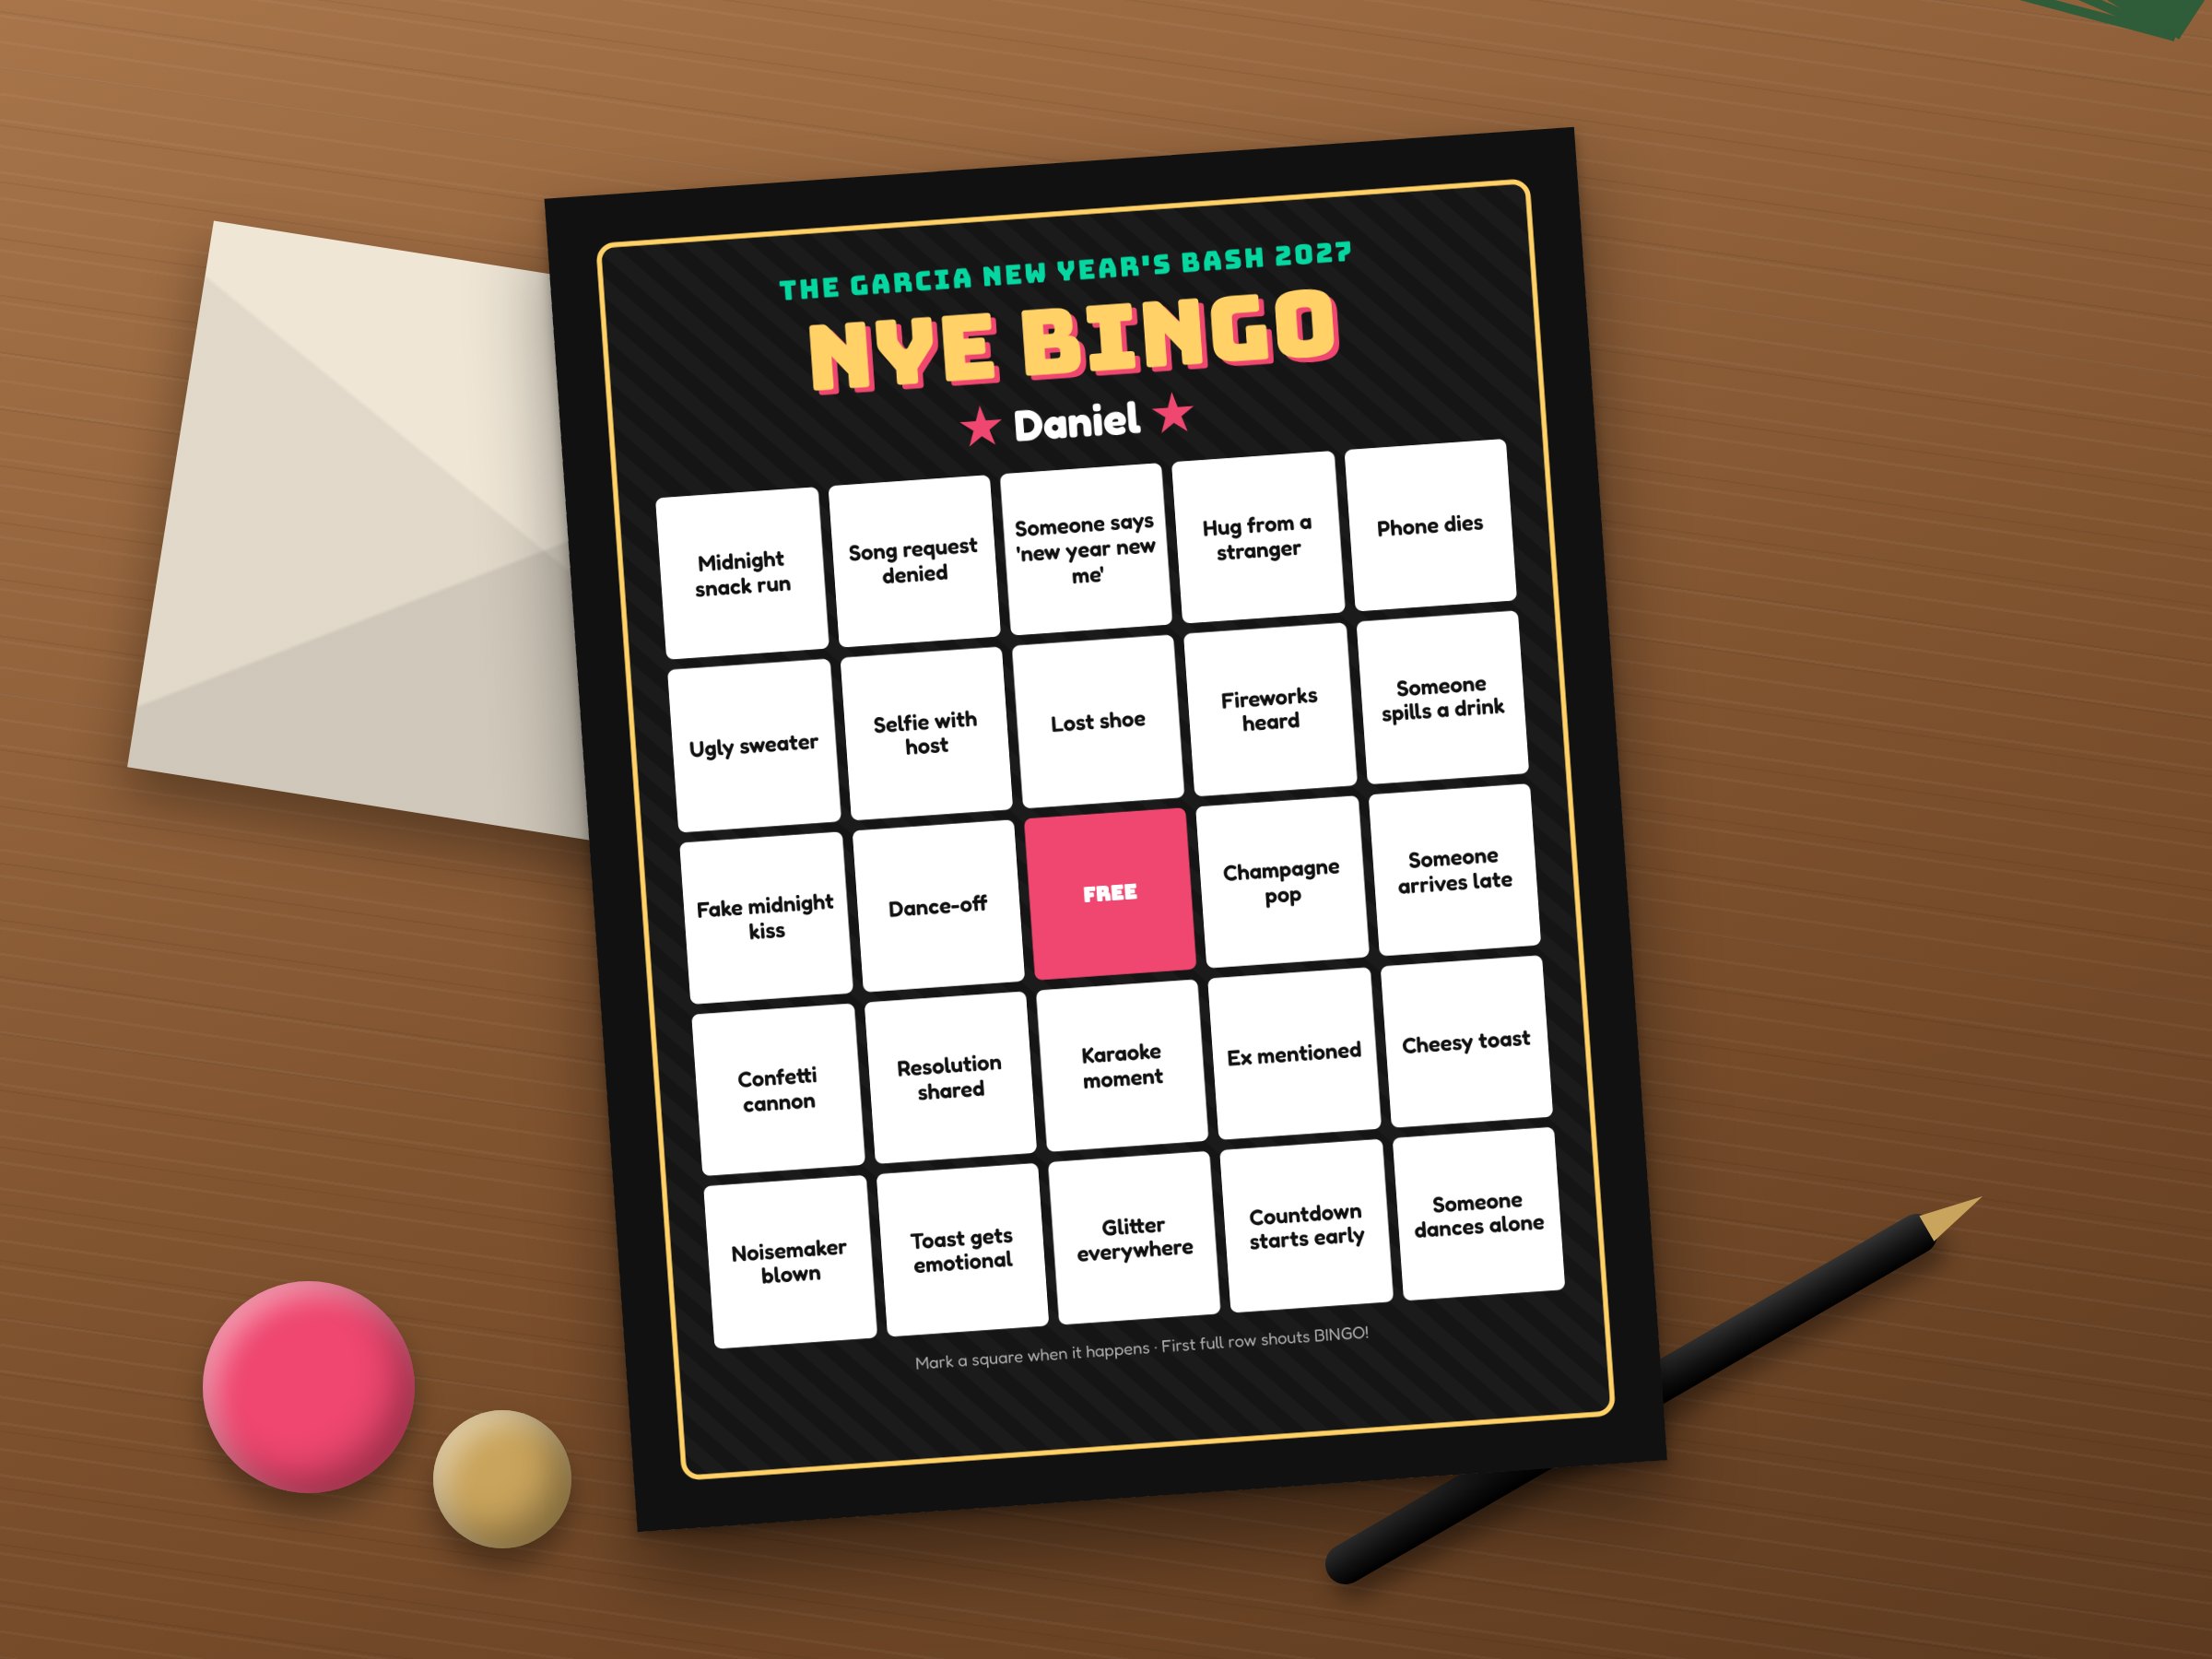 THE GARCIA NEW YEAR'S BASH 2027
NYE BINGO
★ Daniel ★
Midnight
snack run
Song request
denied
Someone says
'new year new
me'
Hug from a
stranger
Phone dies
Ugly sweater
Selfie with
host
Lost shoe
Fireworks
heard
Someone
spills a drink
Fake midnight
kiss
Dance-off
FREE
Champagne
pop
Someone
arrives late
Confetti
cannon
Resolution
shared
Karaoke
moment
Ex mentioned
Cheesy toast
Noisemaker
blown
Toast gets
emotional
Glitter
everywhere
Countdown
starts early
Someone
dances alone
Mark a square when it happens · First full row shouts BINGO!